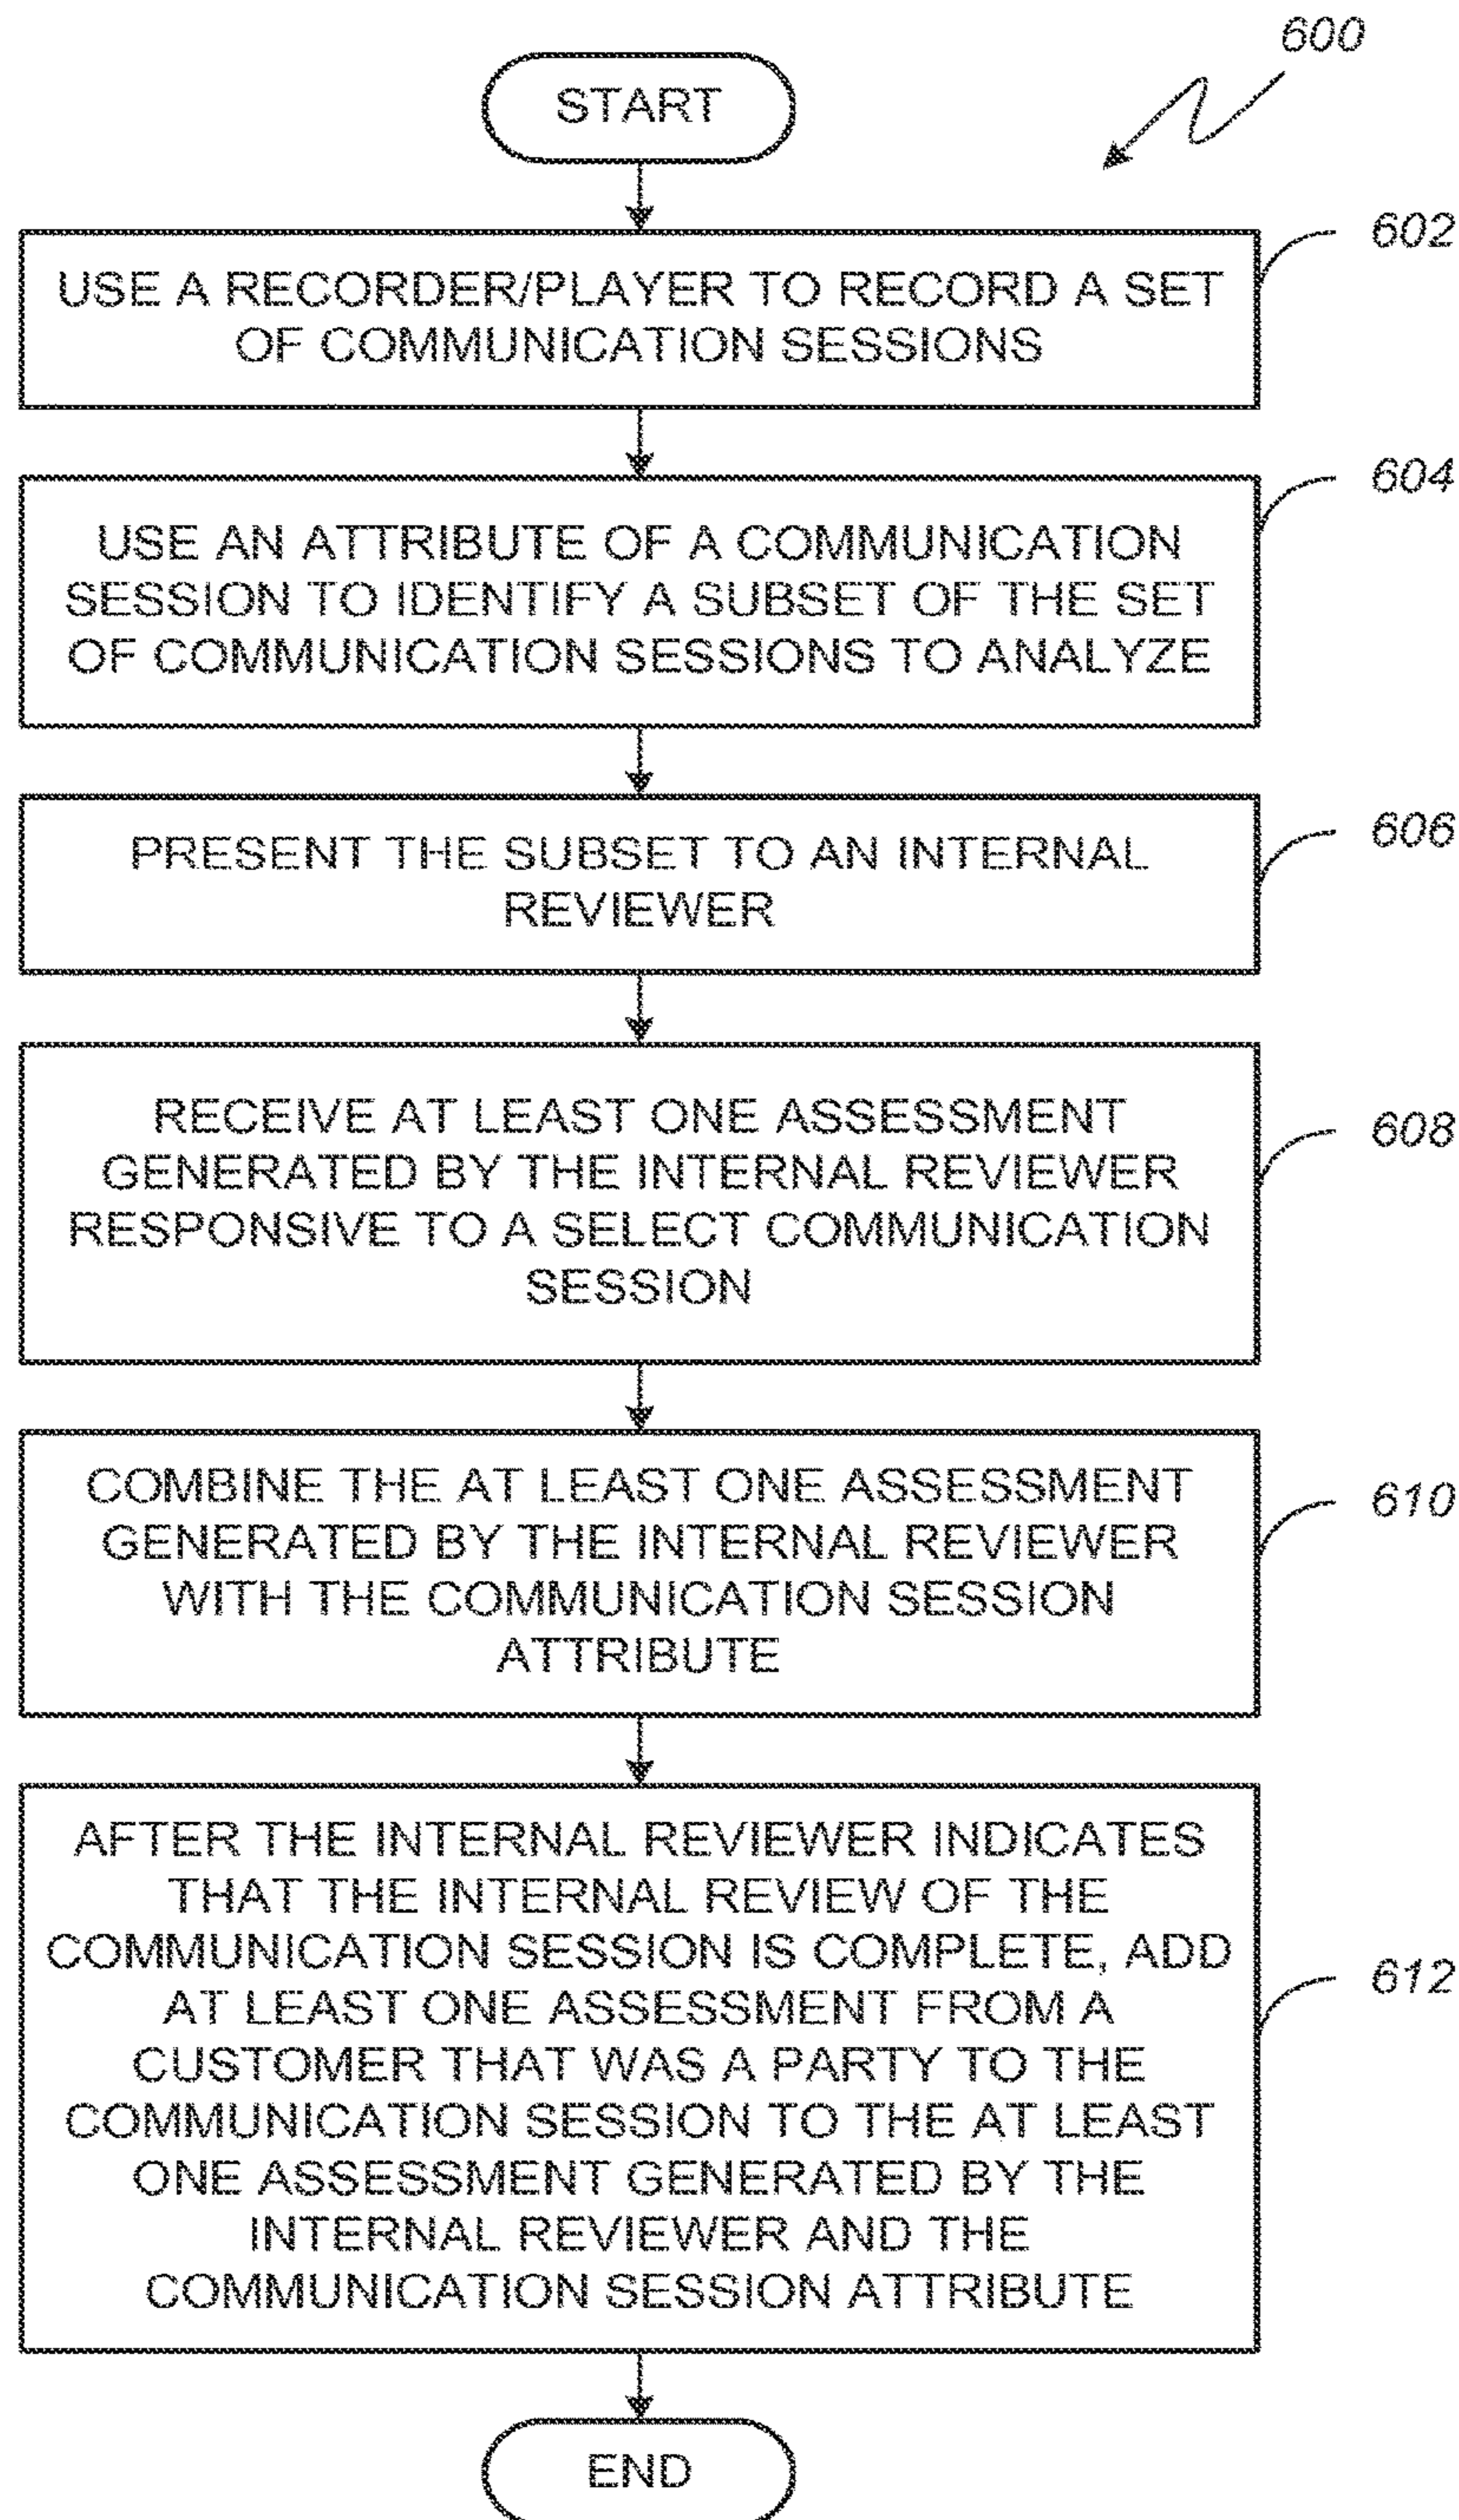 600
START
602
USE A RECORDER/PLAYER TO RECORD A SET
OF COMMUNICATION SESSIONS
604
USE AN ATTRIBUTE OF A COMMUNICATION
SESSION TO IDENTIFY A SUBSET OF THE SET
OF COMMUNICATION SESSIONS TO ANALYZE
606
PRESENT THE SUBSET TO AN INTERNAL
REVIEWER
608
RECEIVE AT LEAST ONE ASSESSMENT
GENERATED BY THE INTERNAL REVIEWER
RESPONSIVE TO A SELECT COMMUNICATION
SESSION
610
COMBINE THE AT LEAST ONE ASSESSMENT
GENERATED BY THE INTERNAL REVIEWER
WITH THE COMMUNICATION SESSION
ATTRIBUTE
612
AFTER THE INTERNAL REVIEWER INDICATES
THAT THE INTERNAL REVIEW OF THE
COMMUNICATION SESSION IS COMPLETE, ADD
AT LEAST ONE ASSESSMENT FROM A
CUSTOMER THAT WAS A PARTY TO THE
COMMUNICATION SESSION TO THE AT LEAST
ONE ASSESSMENT GENERATED BY THE
INTERNAL REVIEWER AND THE
COMMUNICATION SESSION ATTRIBUTE
END